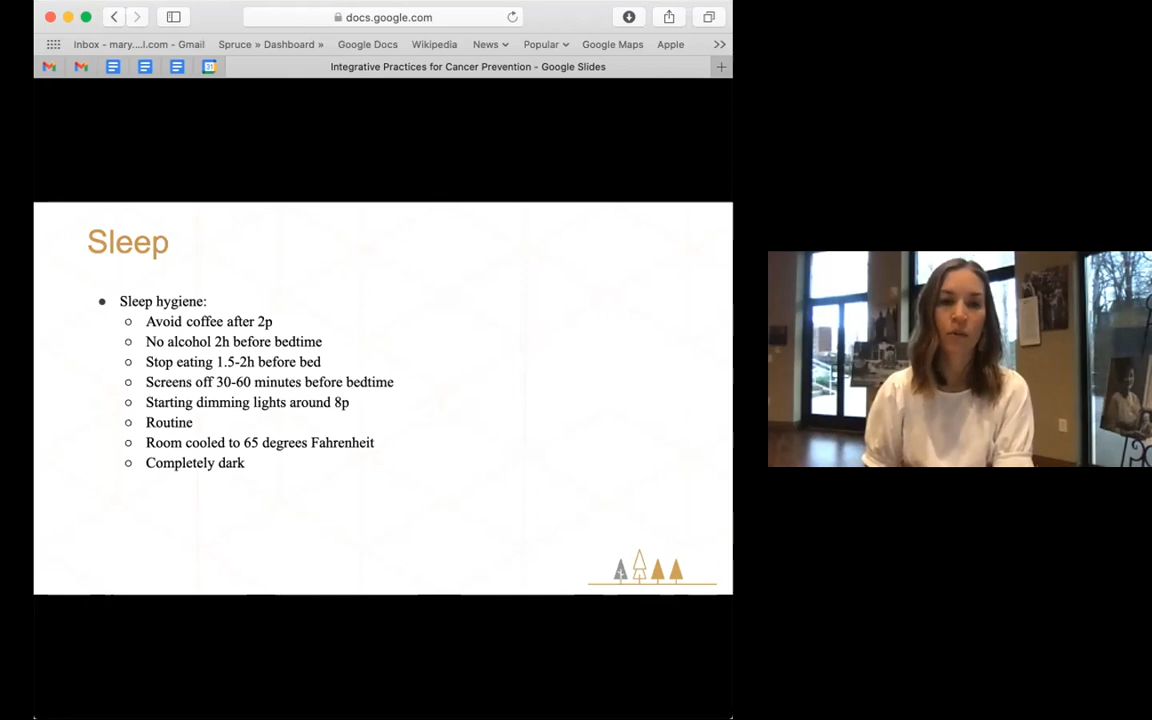 docs.google.com
Inbox - mary....l.com - Gmail Spruce » Dashboard » Google Docs Wikipedia News Popular Google Maps Apple
31 Integrative Practices for Cancer Prevention - Google Slides
Sleep
Sleep hygiene:
Avoid coffee after 2p
No alcohol 2h before bedtime
Stop eating 1.5-2h before bed
Screens off 30-60 minutes before bedtime
Starting dimming lights around 8p
Routine
Room cooled to 65 degrees Fahrenheit
Completely dark